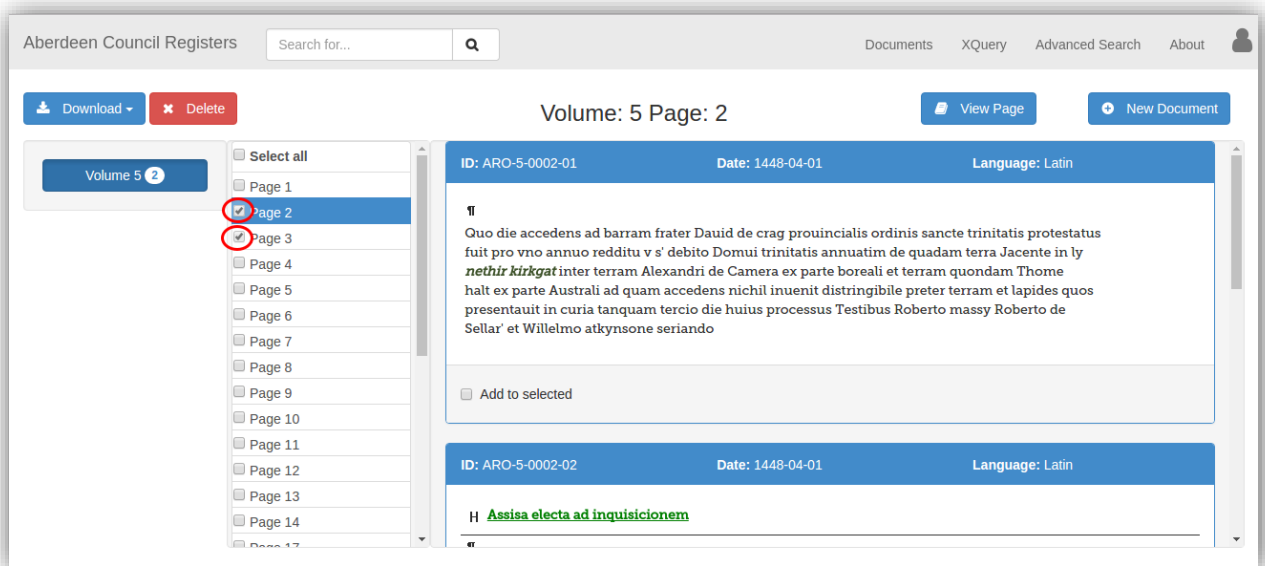 Aberdeen Council Registers
Search for...
Documents
XQuery
Advanced Search
About
Download
Delete
Volume: 5 Page: 2
View Page
New Document
Volume 5 2
Select all
Page 1
Page 2
Page 3
Page 4
Page 5
Page 6
Page 7
Page 8
Page 9
Page 10
Page 11
Page 12
Page 13
Page 14
Page 17
ID: ARO-5-0002-01 Date: 1448-04-01 Language: Latin
¶
Quo die accedens ad barram frater Dauid de crag prouincialis ordinis sancte trinitatis protestatus
fuit pro vno annuo redditu v s' debito Domui trinitatis annuatim de quadam terra Jacente in ly
nethir kirkgat inter terram Alexandri de Camera ex parte boreali et terram quondam Thome
halt ex parte Australi ad quam accedens nichil inuenit distringibile preter terram et lapides quos
presentauit in curia tanquam tercio die huius processus Testibus Roberto massy Roberto de
Sellar' et Willelmo atkynsone seriando
Add to selected
ID: ARO-5-0002-02 Date: 1448-04-01 Language: Latin
H Assisa electa ad inquisicionem
¶